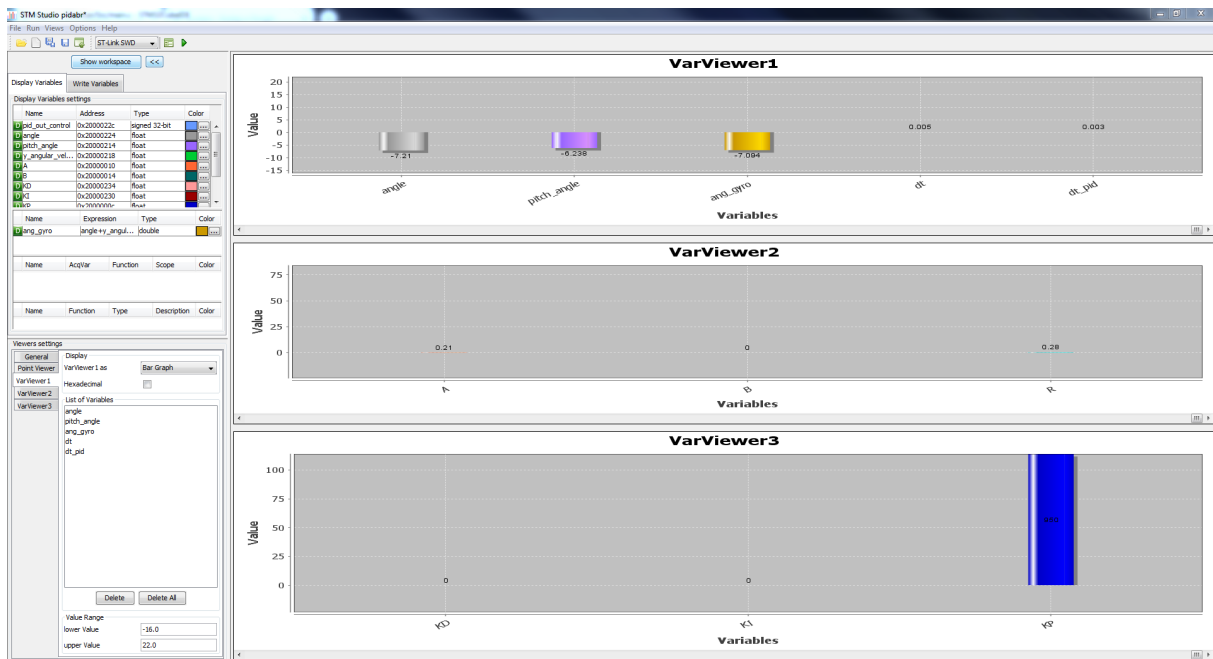 STM Studio pidabr*
File Run Views Options Help
ST-Link SWD
Show workspace <<
Display Variables Write Variables
Display Variables settings
Name Address Type Color
pid_out_control 0x2000022c signed 32-bit ...
angle 0x20000224 float ...
pitch_angle 0x20000214 float ...
y_angular_vel... 0x20000218 float ...
A 0x20000010 float ...
B 0x20000014 float ...
KD 0x20000234 float ...
KI 0x20000230 float ...
KP 0x2000000c float ...
Name Expression Type Color
ang_gyro angle+y_angul... double ...
Name AcqVar Function Scope Color
Name Function Type Description Color
Viewers settings
General
Point Viewer
VarViewer1
VarViewer2
VarViewer3
Display
VarViewer1 as Bar Graph
Hexadecimal
List of Variables
angle
pitch_angle
ang_gyro
dt
dt_pid
Delete Delete All
Value Range
lower Value -16.0
upper Value 22.0
VarViewer1
Value
20
15
10
5
0
-5
-10
-15
-7.21 -6.238 -7.094 0.005 0.003
angle pitch_angle ang_gyro dt dt_pid
Variables
VarViewer2
Value
75
50
25
0
0.21 0 0.28
A B R
Variables
VarViewer3
Value
100
75
50
25
0
0 0
KD KI KP
Variables